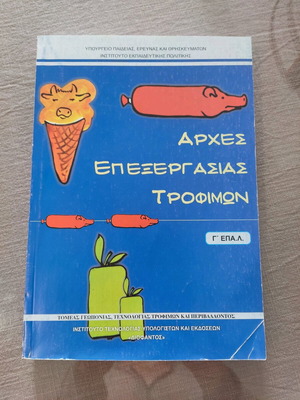 ΥΠΟΥΡΓΕΙΟ ΠΑΙΔΕΙΑΣ, ΕΡΕΥΝΑΣ ΚΑΙ ΘΡΗΣΚΕΥΜΑΤΩΝ
ΙΝΣΤΙΤΟΥΤΟ ΕΚΠΑΙΔΕΥΤΙΚΗΣ ΠΟΛΙΤΙΚΗΣ
ΑΡΧΕΣ
ΕΠΕΞΕΡΓΑΣΙΑΣ
ΤΡΟΦΙΜΩΝ
Γ΄ ΕΠΑ.Λ.
ΤΟΜΕΑΣ ΓΕΩΠΟΝΙΑΣ, ΤΕΧΝΟΛΟΓΙΑΣ ΤΡΟΦΙΜΩΝ ΚΑΙ ΠΕΡΙΒΑΛΛΟΝΤΟΣ
ΙΝΣΤΙΤΟΥΤΟ ΤΕΧΝΟΛΟΓΙΑΣ ΥΠΟΛΟΓΙΣΤΩΝ ΚΑΙ ΕΚΔΟΣΕΩΝ
«ΔΙΟΦΑΝΤΟΣ»